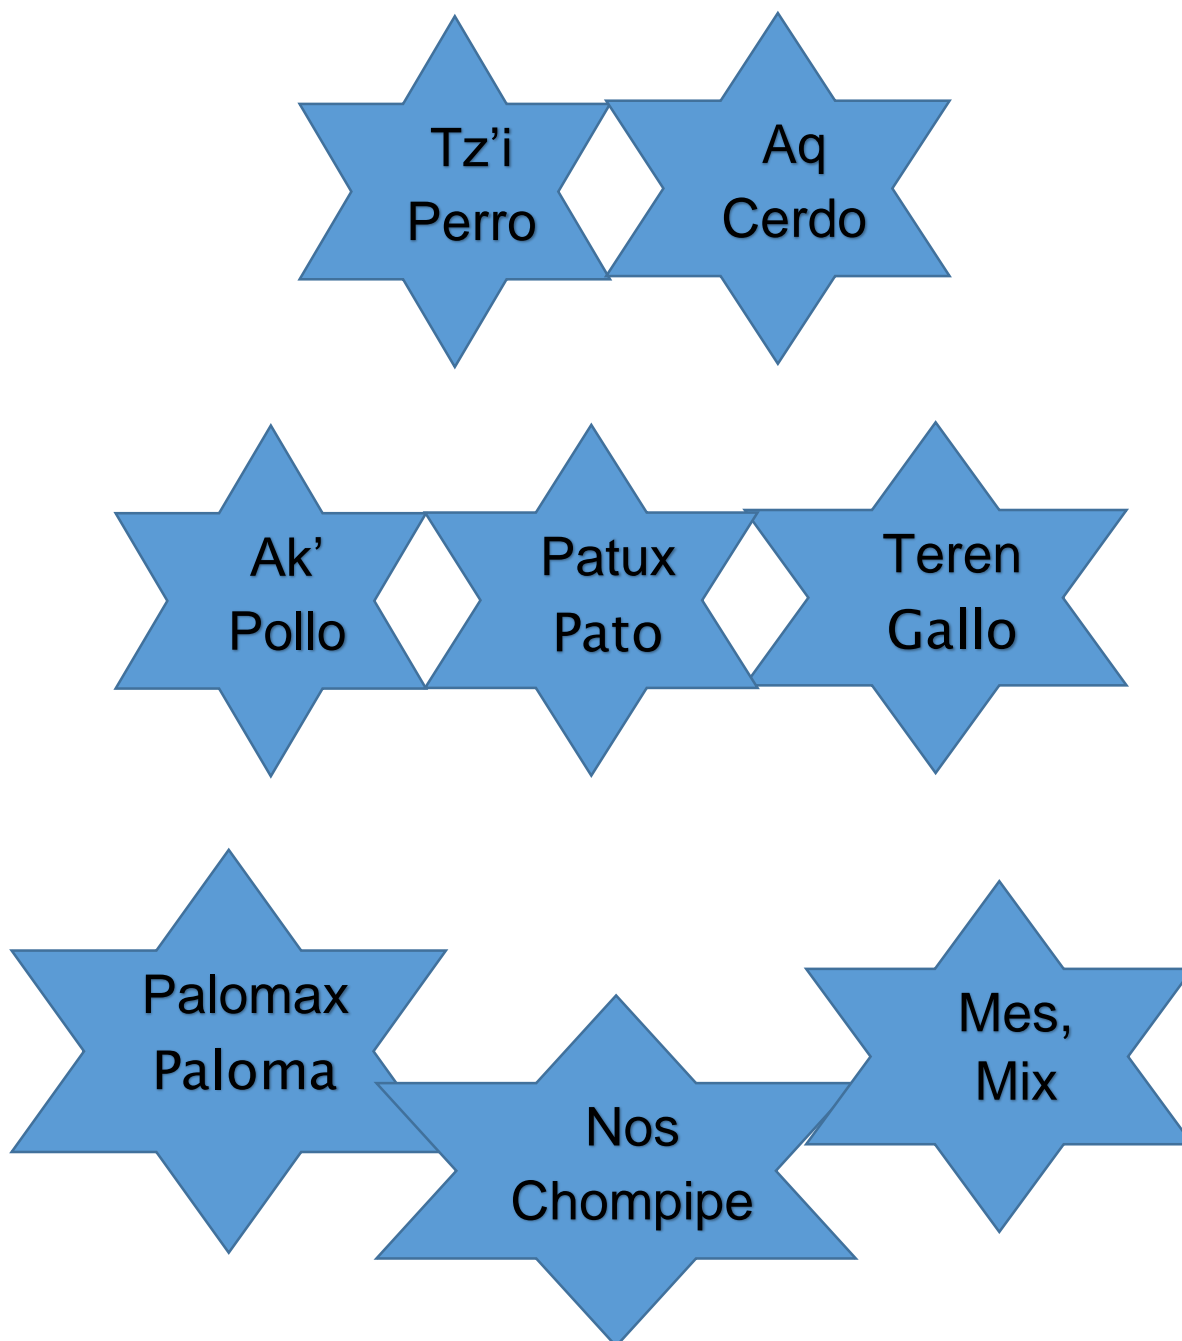 Tz’i
Perro
Aq
Cerdo
Ak’
Pollo
Patux
Pato
Teren
Gallo
Palomax
Paloma
Nos
Chompipe
Mes,
Mix